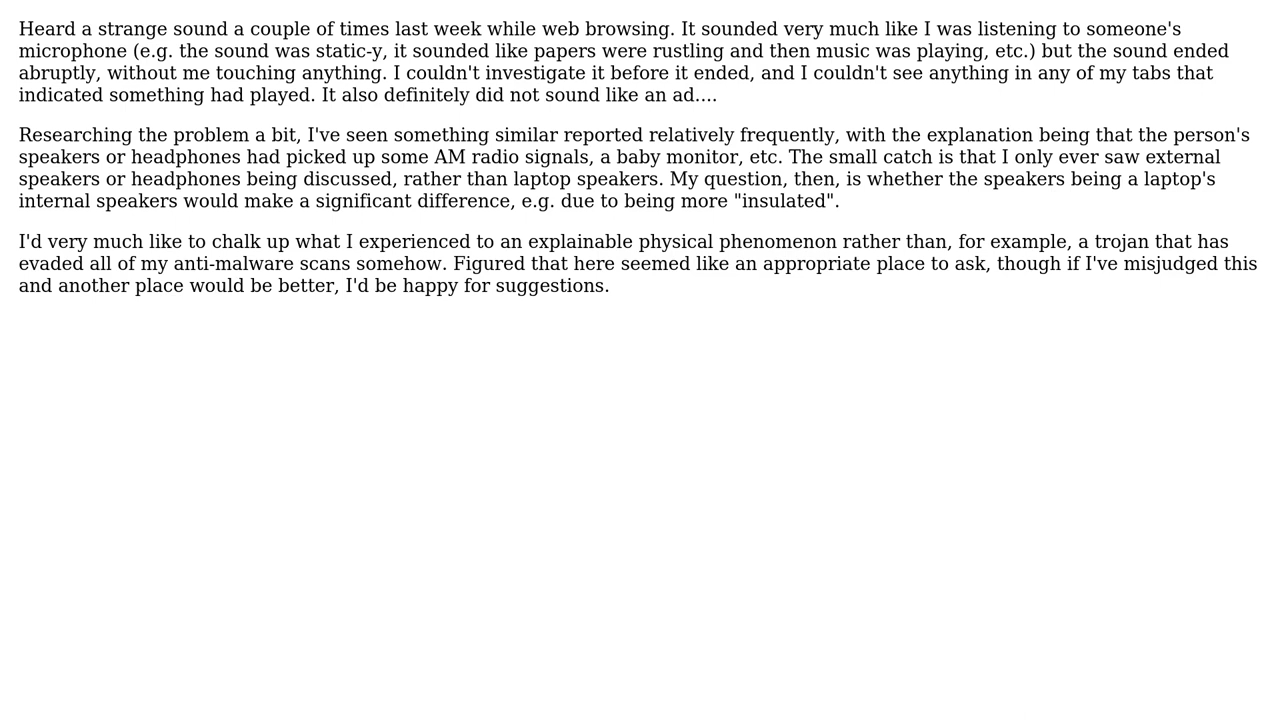 Heard a strange sound a couple of times last week while web browsing. It sounded very much like I was listening to someone's
microphone (e.g. the sound was static-y, it sounded like papers were rustling and then music was playing, etc.) but the sound ended
abruptly, without me touching anything. I couldn't investigate it before it ended, and I couldn't see anything in any of my tabs that
indicated something had played. It also definitely did not sound like an ad....
Researching the problem a bit, I've seen something similar reported relatively frequently, with the explanation being that the person's
speakers or headphones had picked up some AM radio signals, a baby monitor, etc. The small catch is that I only ever saw external
speakers or headphones being discussed, rather than laptop speakers. My question, then, is whether the speakers being a laptop's
internal speakers would make a significant difference, e.g. due to being more "insulated".
I'd very much like to chalk up what I experienced to an explainable physical phenomenon rather than, for example, a trojan that has
evaded all of my anti-malware scans somehow. Figured that here seemed like an appropriate place to ask, though if I've misjudged this
and another place would be better, I'd be happy for suggestions.